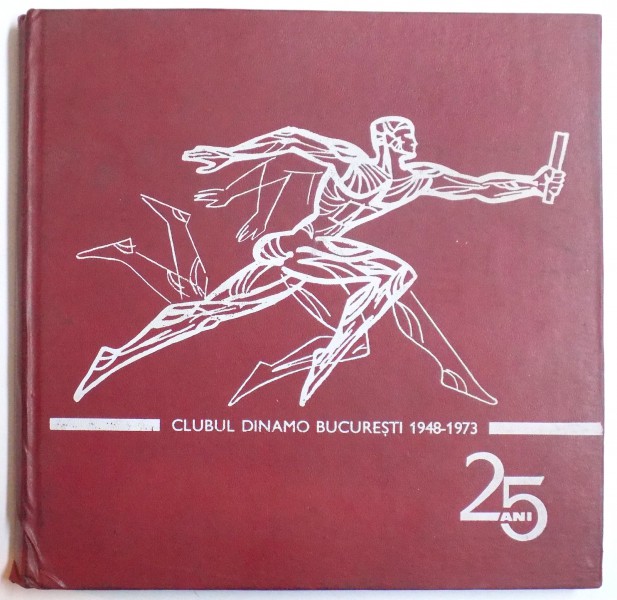 CLUBUL DINAMO BUCUREȘTI 1948-1973
25
ANI